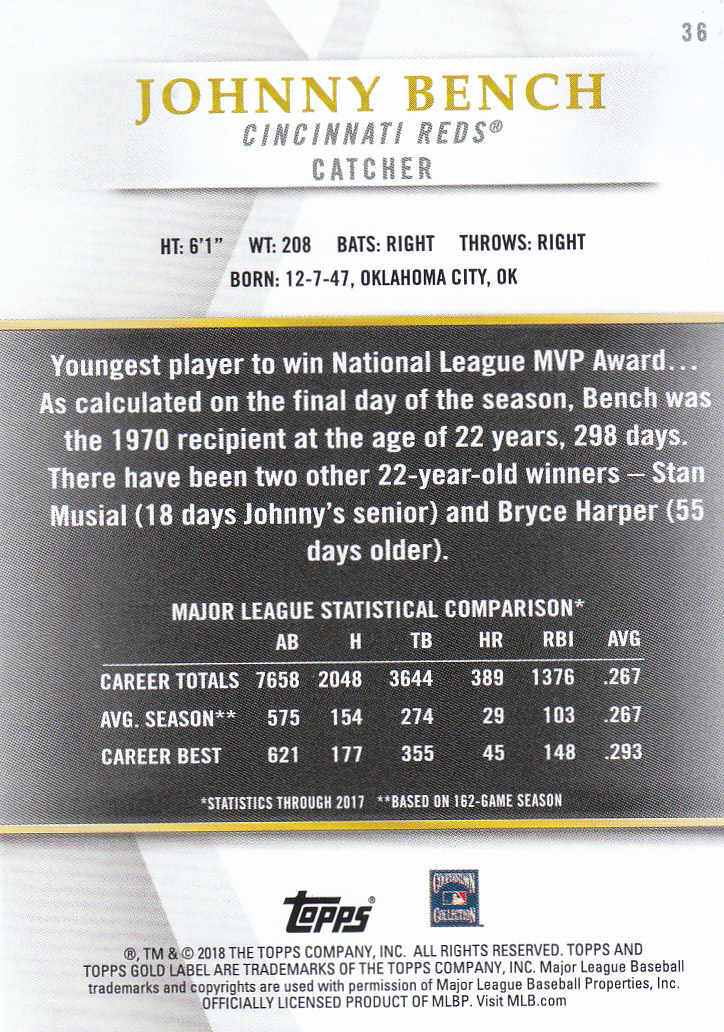 36
JOHNNY BENCH
CINCINNATI REDS®
CATCHER
HT: 6'1" WT: 208 BATS: RIGHT THROWS: RIGHT
BORN: 12-7-47, OKLAHOMA CITY, OK
Youngest player to win National League MVP Award...
As calculated on the final day of the season, Bench was
the 1970 recipient at the age of 22 years, 298 days.
There have been two other 22-year-old winners – Stan
Musial (18 days Johnny's senior) and Bryce Harper (55
days older).
MAJOR LEAGUE STATISTICAL COMPARISON*
AB H TB HR RBI AVG
CAREER TOTALS 7658 2048 3644 389 1376 .267
AVG. SEASON** 575 154 274 29 103 .267
CAREER BEST 621 177 355 45 148 .293
*STATISTICS THROUGH 2017 **BASED ON 162-GAME SEASON
TOPPS®
COOPERSTOWN
COLLECTION
®, TM & © 2018 THE TOPPS COMPANY, INC. ALL RIGHTS RESERVED. TOPPS AND
TOPPS GOLD LABEL ARE TRADEMARKS OF THE TOPPS COMPANY, INC. Major League Baseball
trademarks and copyrights are used with permission of Major League Baseball Properties, Inc.
OFFICIALLY LICENSED PRODUCT OF MLBP. Visit MLB.com